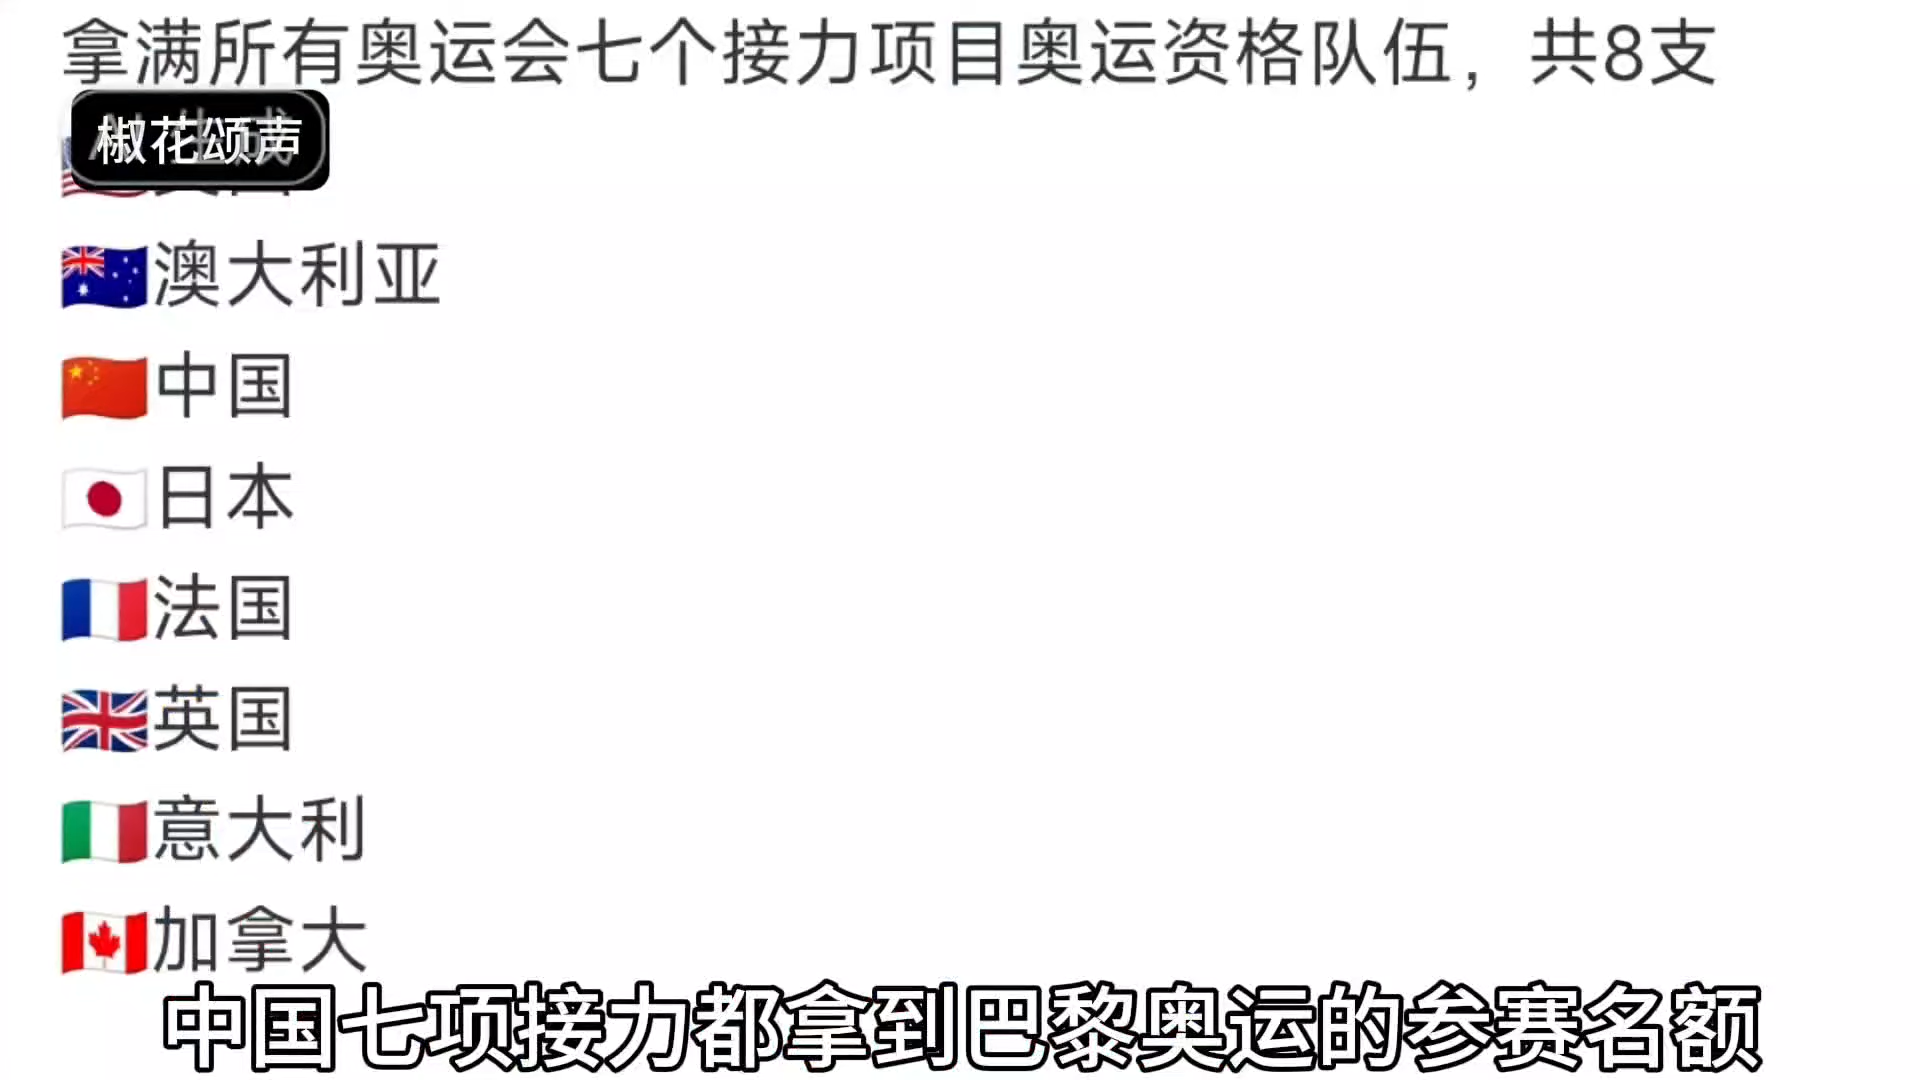 拿满所有奥运会七个接力项目奥运资格队伍，共8支
椒花颂声
澳大利亚
中国
日本
法国
英国
意大利
加拿大
中国七项接力都拿到巴黎奥运的参赛名额